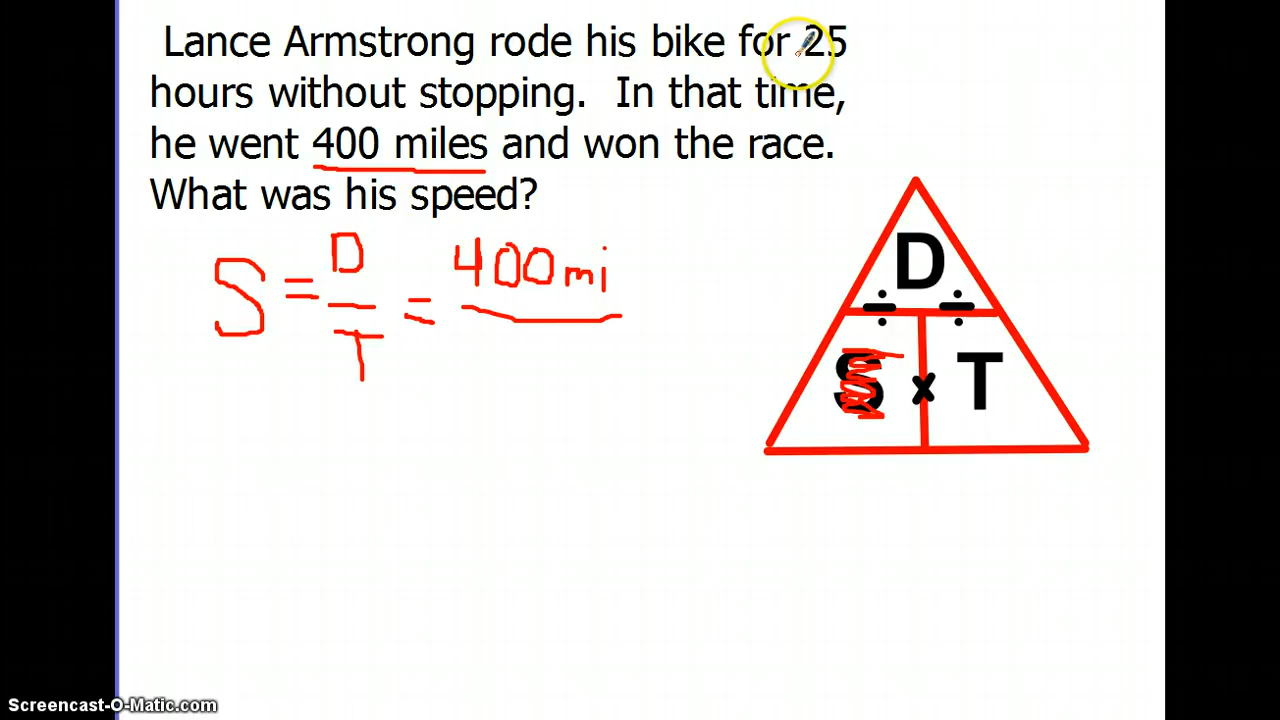 Lance Armstrong rode his bike for 25
hours without stopping. In that time,
he went 400 miles and won the race.
What was his speed?
S = D/T = 400mi
D
÷ ÷
S x T
Screencast-O-Matic.com